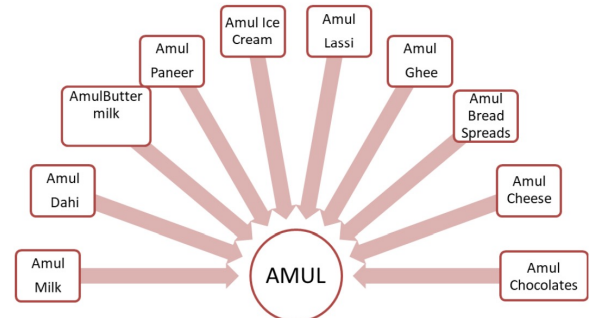 Amul
Milk
Amul
Dahi
AmulButter
milk
Amul
Paneer
Amul Ice
Cream
Amul
Lassi
Amul
Ghee
Amul
Bread
Spreads
Amul
Cheese
Amul
Chocolates
AMUL